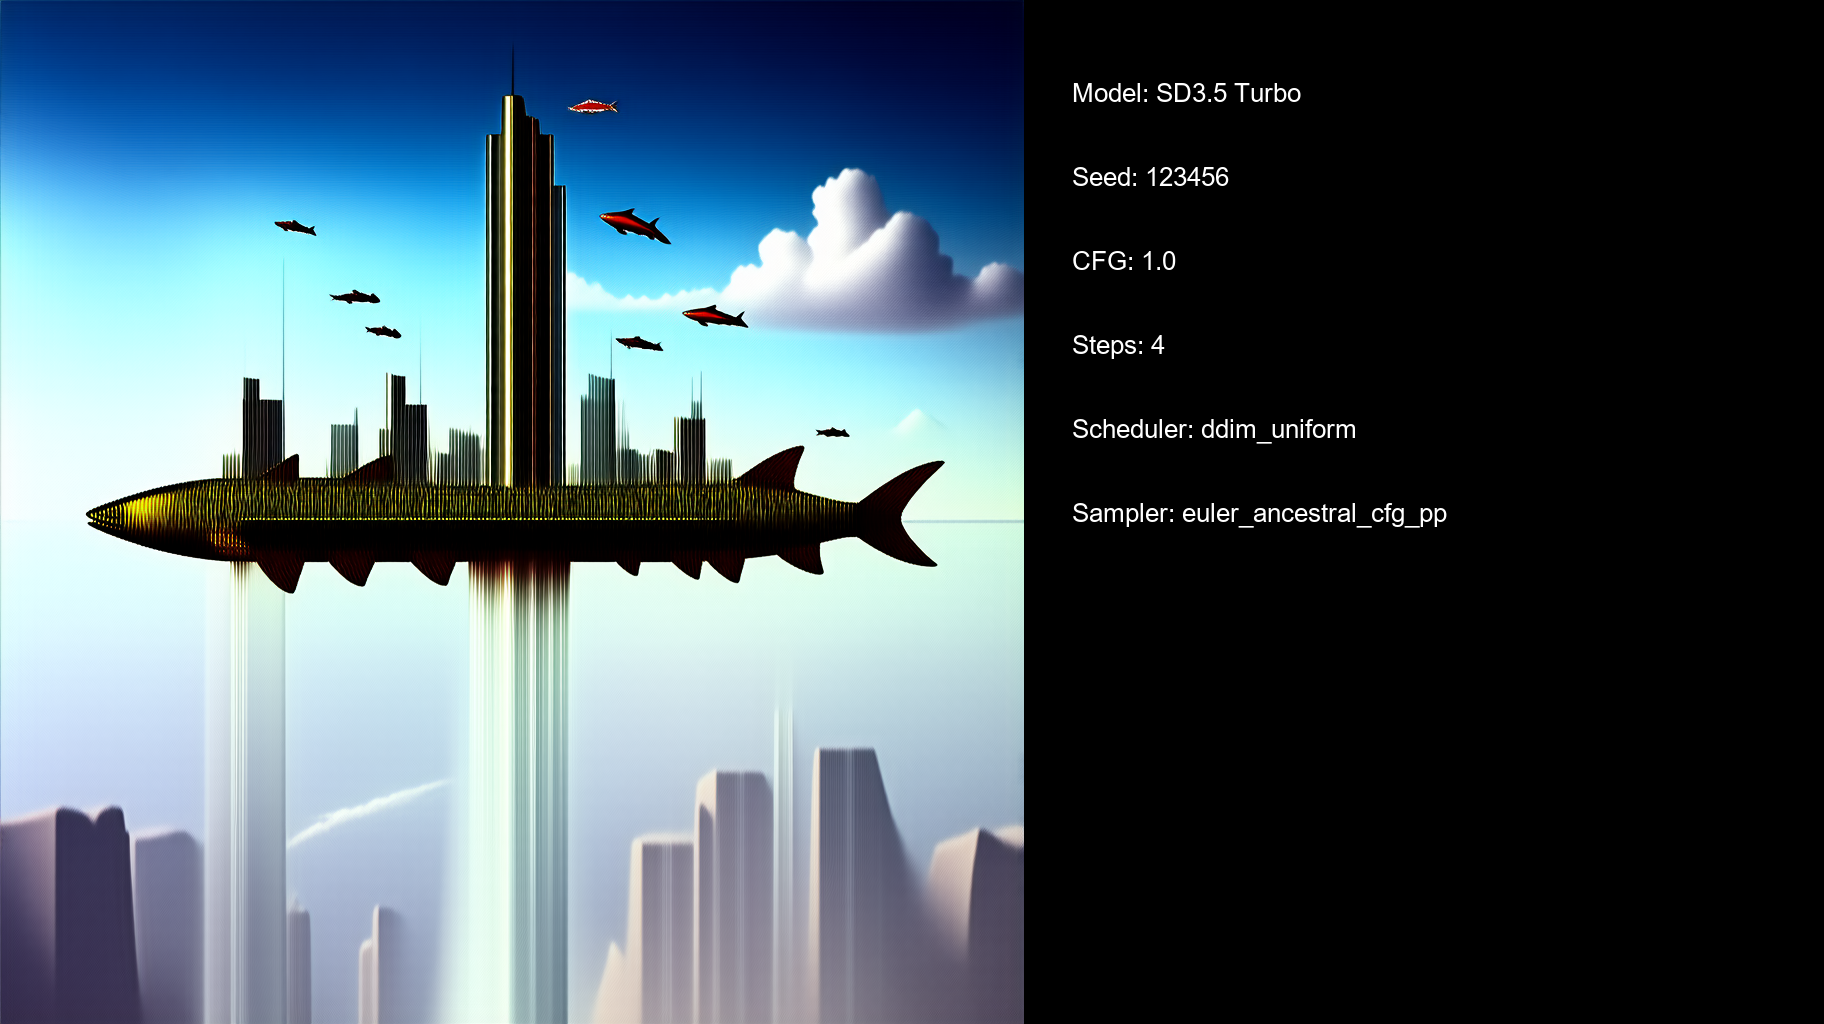 Model: SD3.5 Turbo
Seed: 123456
CFG: 1.0
Steps: 4
Scheduler: ddim_uniform
Sampler: euler_ancestral_cfg_pp